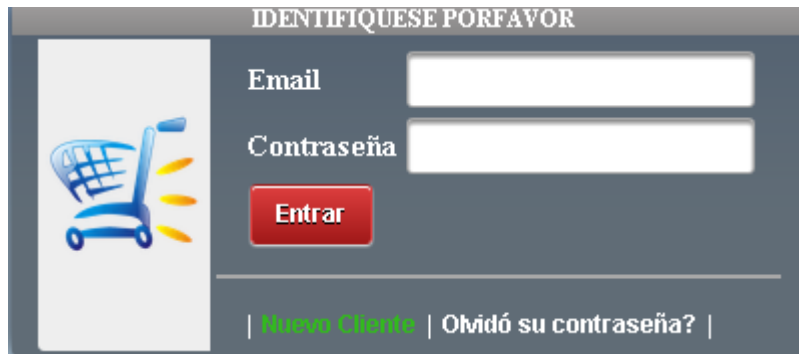 IDENTIFIQUESE PORFAVOR
Email
Contraseña
Entrar
| Nuevo Cliente | Olvidó su contraseña? |